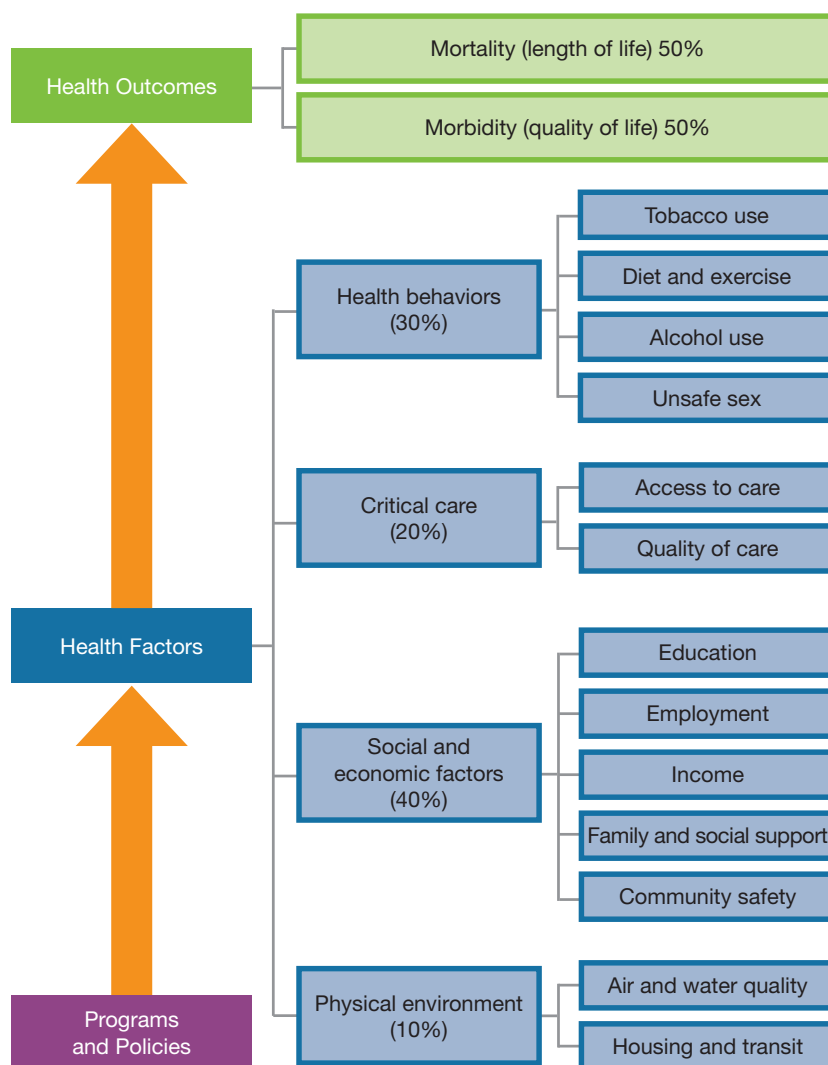 Health Outcomes
Mortality (length of life) 50%
Morbidity (quality of life) 50%
Health Factors
Health behaviors
(30%)
Tobacco use
Diet and exercise
Alcohol use
Unsafe sex
Critical care
(20%)
Access to care
Quality of care
Social and
economic factors
(40%)
Education
Employment
Income
Family and social support
Community safety
Physical environment
(10%)
Air and water quality
Housing and transit
Programs
and Policies